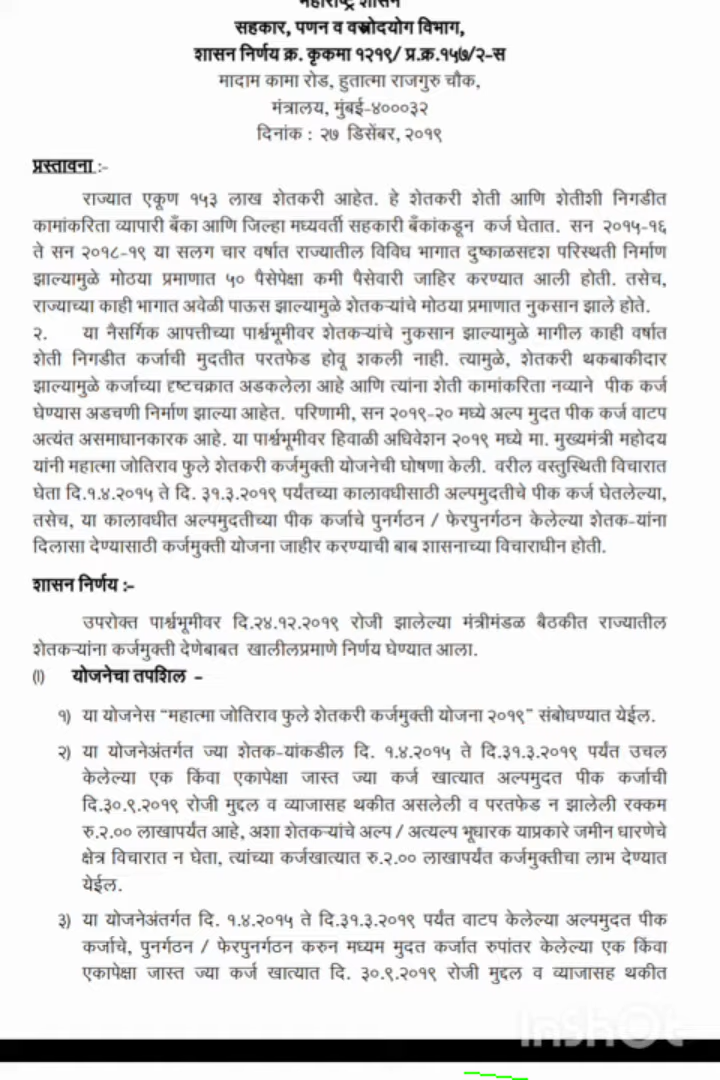 महाराष्ट्र शासन
सहकार, पणन व वस्त्रोदयोग विभाग,
शासन निर्णय क्र. कृकमा १२१९/ प्र.क्र.१५७/२-स
मादाम कामा रोड, हुतात्मा राजगुरु चौक,
मंत्रालय, मुंबई-४०००३२
दिनांक : २७ डिसेंबर, २०१९
प्रस्तावना :-
राज्यात एकूण १५३ लाख शेतकरी आहेत. हे शेतकरी शेती आणि शेतीशी निगडीत
कामांकरिता व्यापारी बँका आणि जिल्हा मध्यवर्ती सहकारी बँकांकडून कर्ज घेतात. सन २०१५-१६
ते सन २०१८-१९ या सलग चार वर्षात राज्यातील विविध भागात दुष्काळसदृश परिस्थती निर्माण
झाल्यामुळे मोठया प्रमाणात ५० पैसेपेक्षा कमी पैसेवारी जाहिर करण्यात आली होती. तसेच,
राज्याच्या काही भागात अवेळी पाऊस झाल्यामुळे शेतकऱ्यांचे मोठया प्रमाणात नुकसान झाले होते.
२. या नैसर्गिक आपत्तीच्या पार्श्वभूमीवर शेतकऱ्यांचे नुकसान झाल्यामुळे मागील काही वर्षात
शेती निगडीत कर्जाची मुदतीत परतफेड होवू शकली नाही. त्यामुळे, शेतकरी थकबाकीदार
झाल्यामुळे कर्जाच्या दृष्टचक्रात अडकलेला आहे आणि त्यांना शेती कामांकरिता नव्याने पीक कर्ज
घेण्यास अडचणी निर्माण झाल्या आहेत. परिणामी, सन २०१९-२० मध्ये अल्प मुदत पीक कर्ज वाटप
अत्यंत असमाधानकारक आहे. या पार्श्वभूमीवर हिवाळी अधिवेशन २०१९ मध्ये मा. मुख्यमंत्री महोदय
यांनी महात्मा जोतिराव फुले शेतकरी कर्जमुक्ती योजनेची घोषणा केली. वरील वस्तुस्थिती विचारात
घेता दि.१.४.२०१५ ते दि. ३१.३.२०१९ पर्यंतच्या कालावधीसाठी अल्पमुदतीचे पीक कर्ज घेतलेल्या,
तसेच, या कालावधीत अल्पमुदतीच्या पीक कर्जाचे पुनर्गठन / फेरपुनर्गठन केलेल्या शेतक-यांना
दिलासा देण्यासाठी कर्जमुक्ती योजना जाहीर करण्याची बाब शासनाच्या विचाराधीन होती.
शासन निर्णय :-
उपरोक्त पार्श्वभूमीवर दि.२४.१२.२०१९ रोजी झालेल्या मंत्रीमंडळ बैठकीत राज्यातील
शेतकऱ्यांना कर्जमुक्ती देणेबाबत खालीलप्रमाणे निर्णय घेण्यात आला.
(I) योजनेचा तपशिल -
१) या योजनेस "महात्मा जोतिराव फुले शेतकरी कर्जमुक्ती योजना २०१९" संबोधण्यात येईल.
२) या योजनेअंतर्गत ज्या शेतक-यांकडील दि. १.४.२०१५ ते दि.३१.३.२०१९ पर्यंत उचल
केलेल्या एक किंवा एकापेक्षा जास्त ज्या कर्ज खात्यात अल्पमुदत पीक कर्जाची
दि.३०.९.२०१९ रोजी मुद्दल व व्याजासह थकीत असलेली व परतफेड न झालेली रक्कम
रु.२.०० लाखापर्यंत आहे, अशा शेतकऱ्यांचे अल्प / अत्यल्प भूधारक याप्रकारे जमीन धारणेचे
क्षेत्र विचारात न घेता, त्यांच्या कर्जखात्यात रु.२.०० लाखापर्यंत कर्जमुक्तीचा लाभ देण्यात
येईल.
३) या योजनेअंतर्गत दि. १.४.२०१५ ते दि.३१.३.२०१९ पर्यंत वाटप केलेल्या अल्पमुदत पीक
कर्जाचे, पुनर्गठन / फेरपुनर्गठन करुन मध्यम मुदत कर्जात रुपांतर केलेल्या एक किंवा
एकापेक्षा जास्त ज्या कर्ज खात्यात दि. ३०.९.२०१९ रोजी मुद्दल व व्याजासह थकीत
InShOt